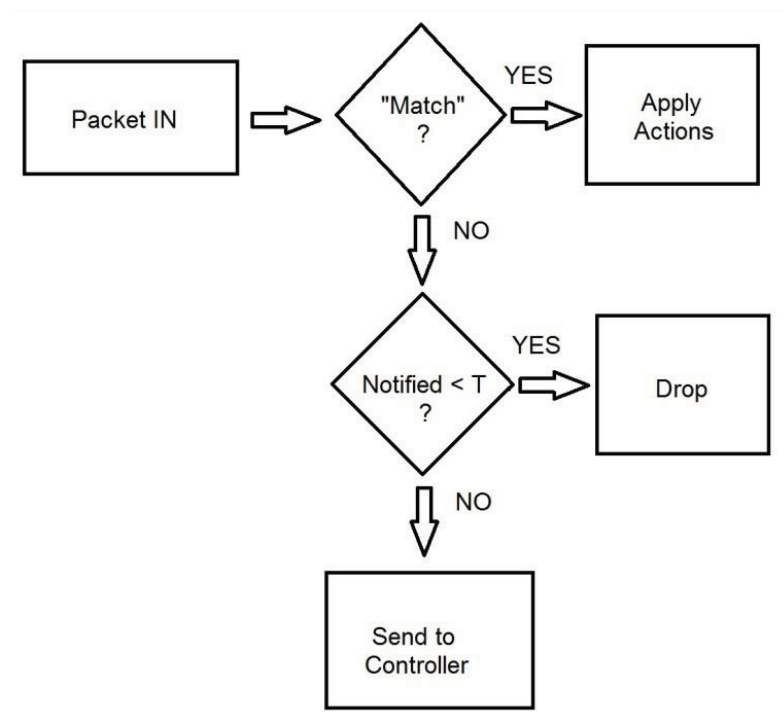 Packet IN
"Match"
?
YES
Apply
Actions
NO
Notified < T
?
YES
Drop
NO
Send to
Controller